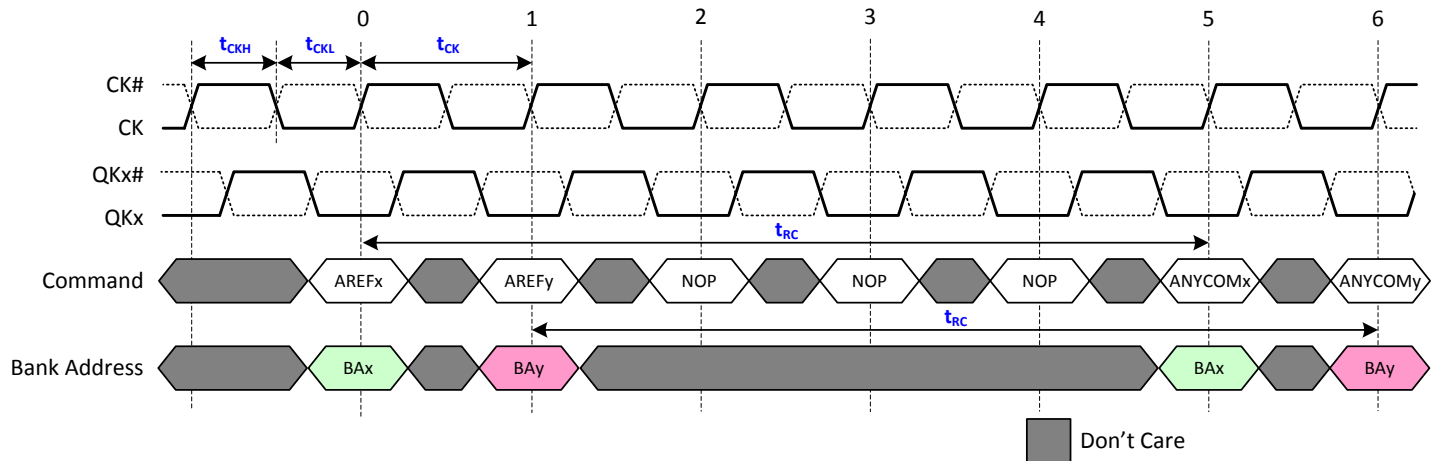 0 1 2 3 4 5 6
tCKH tCKL tCK
CK#
CK
QKx#
QKx
tRC
Command AREFx AREFy NOP NOP NOP ANYCOMx ANYCOMy
tRC
Bank Address BAx BAy BAx BAy
Don't Care